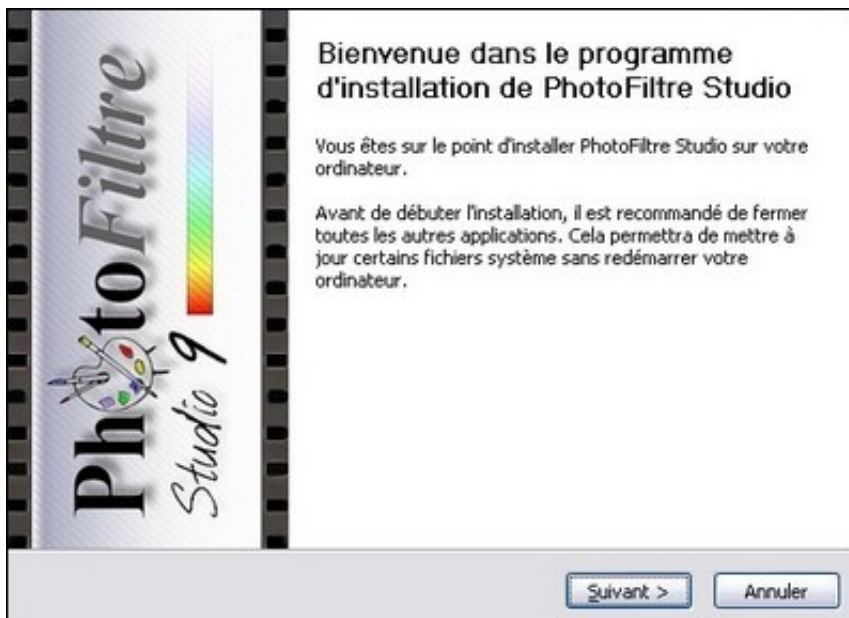 PhotoFiltre
Studio 9
Bienvenue dans le programme
d'installation de PhotoFiltre Studio
Vous êtes sur le point d'installer PhotoFiltre Studio sur votre
ordinateur.
Avant de débuter l'installation, il est recommandé de fermer
toutes les autres applications. Cela permettra de mettre à
jour certains fichiers système sans redémarrer votre
ordinateur.
Suivant >
Annuler